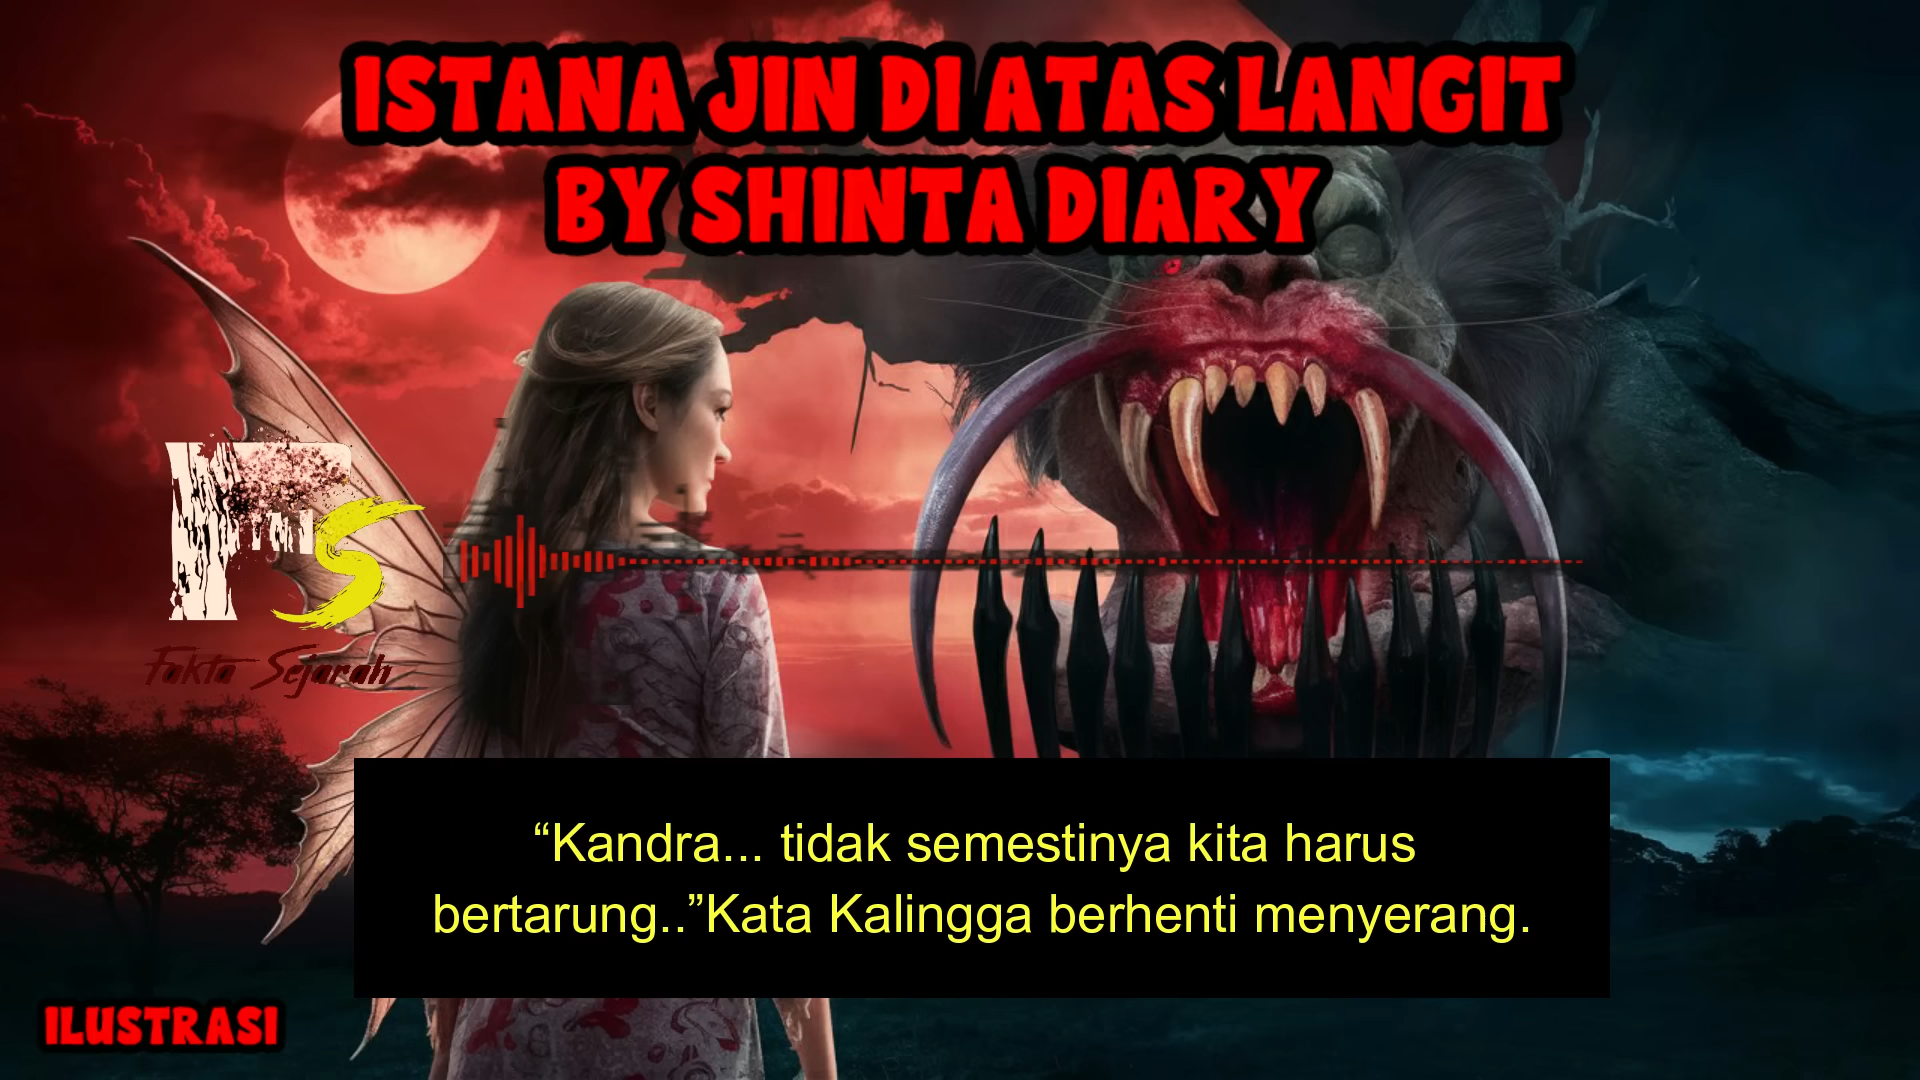 ISTANA JIN DI ATAS LANGIT
BY SHINTA DIARY
FS
Fakta Sejarah
“Kandra... tidak semestinya kita harus
bertarung..”Kata Kalingga berhenti menyerang.
ILUSTRASI